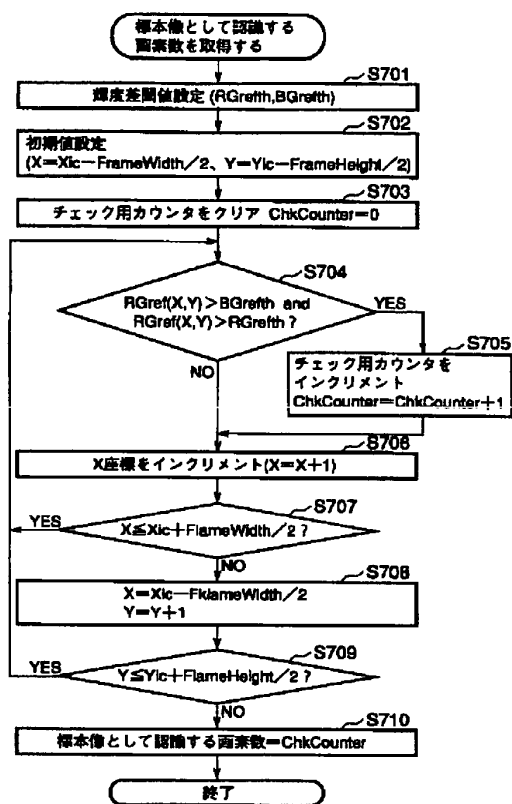 標本像として認識する
画素数を取得する
S701
輝度差閾値設定 (RGrefth,BGrefth)
S702
初期値設定
(X=Xic-FrameWidth/2、Y=Yic-FrameHeight/2)
S703
チェック用カウンタをクリア ChkCounter=0
S704
RGref(X,Y)>BGrefth and
RGref(X,Y)>RGrefth?
YES
NO
S705
チェック用カウンタを
インクリメント
ChkCounter=ChkCounter+1
S706
X座標をインクリメント(X=X+1)
S707
YES
X≦Xic+FlameWidth/2?
NO
S708
X=Xic-FklameWidth/2
Y=Y+1
S709
YES
Y≦Yic+FlameHeight/2?
NO
S710
標本像として認識する画素数=ChkCounter
終了